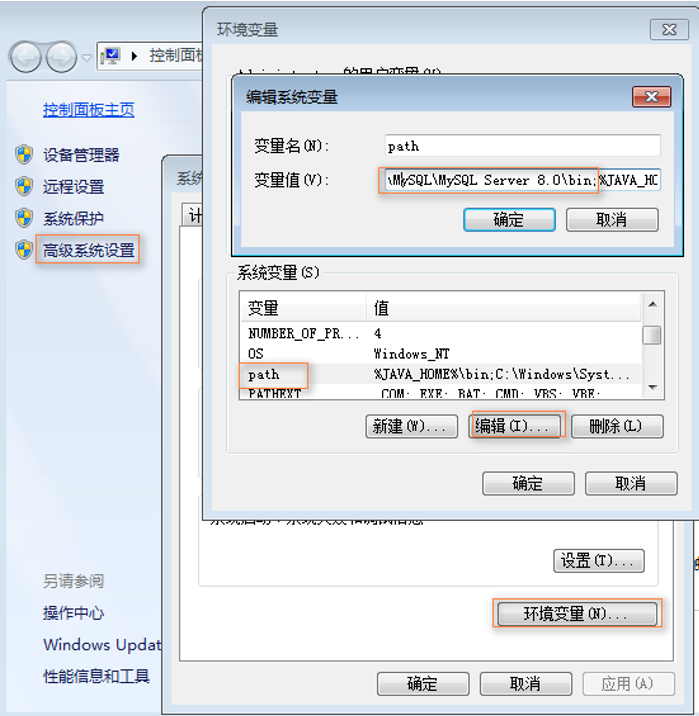 环境变量
控制面板
编辑系统变量
变量名(N):
path
变量值(V):
\MySQL\MySQL Server 8.0\bin;%JAVA_HO
确定
取消
控制面板主页
设备管理器
远程设置
系统保护
高级系统设置
系统
计
系统变量(S)
变量
值
NUMBER_OF_PR...
4
OS
Windows_NT
path
%JAVA_HOME%\bin;C:\Windows\Syst...
PATHEXT
.COM;.EXE;.BAT;.CMD;.VBS;.VBE;
新建(W)...
编辑(I)...
删除(L)
确定
取消
设置(T)...
环境变量(N)...
另请参阅
操作中心
Windows Updat
性能信息和工具
确定
取消
应用(A)